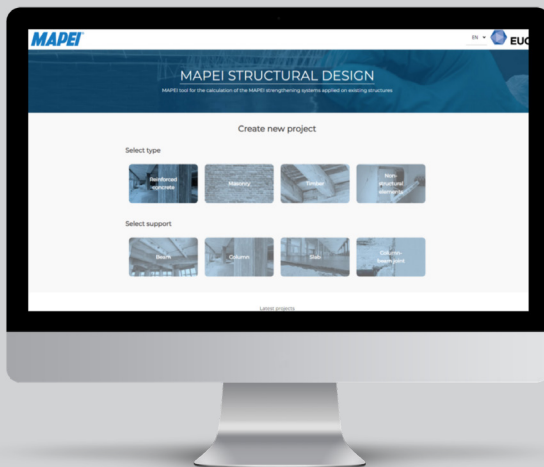 MAPEI
EN
EUC
MAPEI STRUCTURAL DESIGN
MAPEI tool for the calculation of the MAPEI strengthening systems applied on existing structures
Create new project
Select type
Reinforced
concrete
Masonry
Timber
Non-
structural
elements
Select support
Beam
Column
Slab
Column-
beam joint
Latest projects